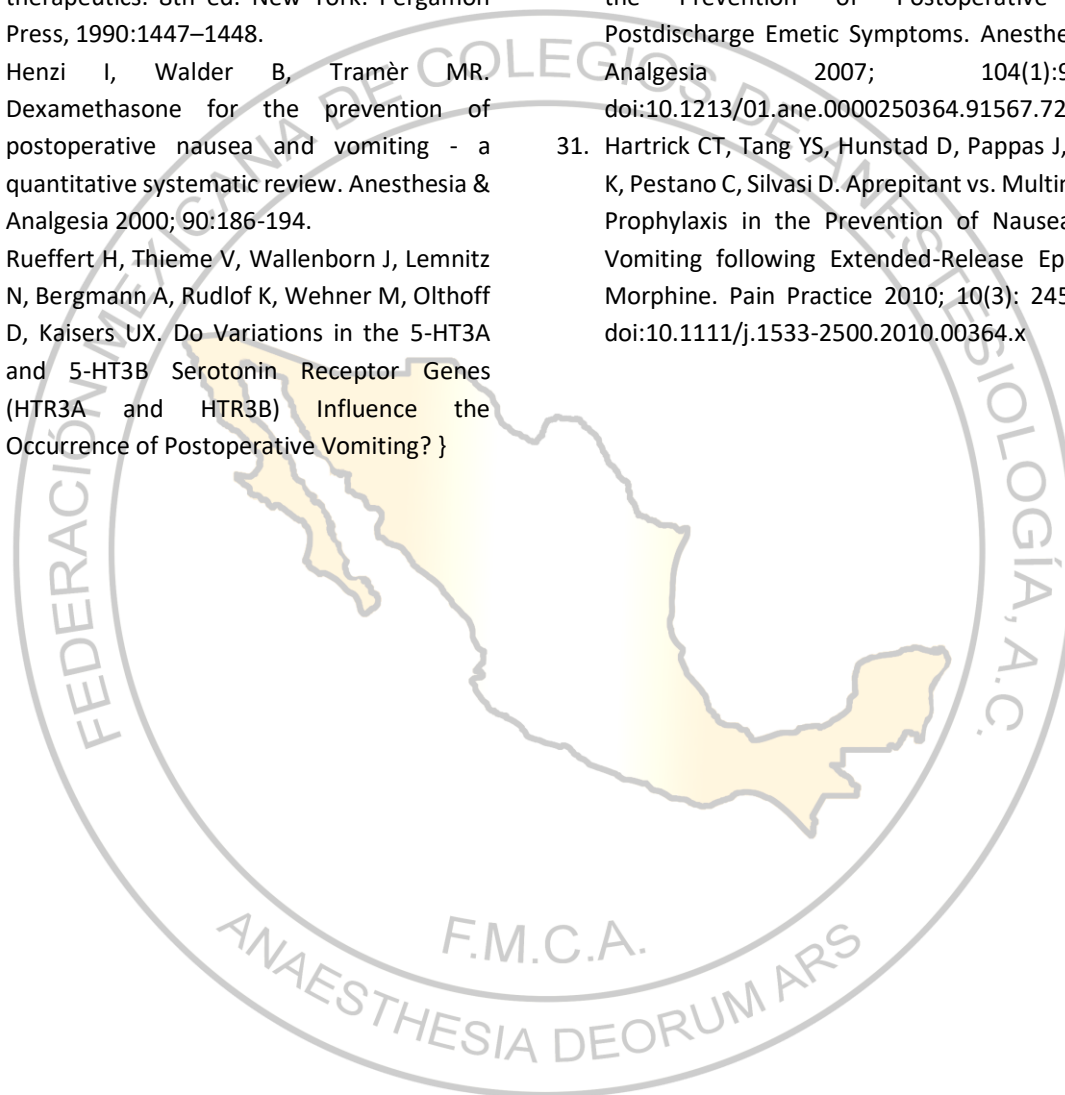 therapeutics. 8th ed. New York: Pergamon
Press, 1990:1447–1448.
Henzi I, Walder B, Tramèr MR.
Dexamethasone for the prevention of
postoperative nausea and vomiting - a
quantitative systematic review. Anesthesia &
Analgesia 2000; 90:186-194.
Rueffert H, Thieme V, Wallenborn J, Lemnitz
N, Bergmann A, Rudlof K, Wehner M, Olthoff
D, Kaisers UX. Do Variations in the 5-HT3A
and 5-HT3B Serotonin Receptor Genes
(HTR3A and HTR3B) Influence the
Occurrence of Postoperative Vomiting? }
the Prevention of Postoperative
Postdischarge Emetic Symptoms.
Analgesia 2007;
doi:10.1213/01.ane.0000250364.91567.72
31. Hartrick CT, Tang YS, Hunstad D, Pappas J,
K, Pestano C, Silvasi D. Aprepitant vs.
Prophylaxis in the Prevention of Nausea
Vomiting following Extended-Release
Morphine. Pain Practice 2010; 10(3):
doi:10.1111/j.1533-2500.2010.00364.x
FEDERACIÓN MEXICANA DE COLEGIOS DE ANESTESIOLOGÍA, A.C.
F.M.C.A.
ANAESTHESIA DEORUM ARS